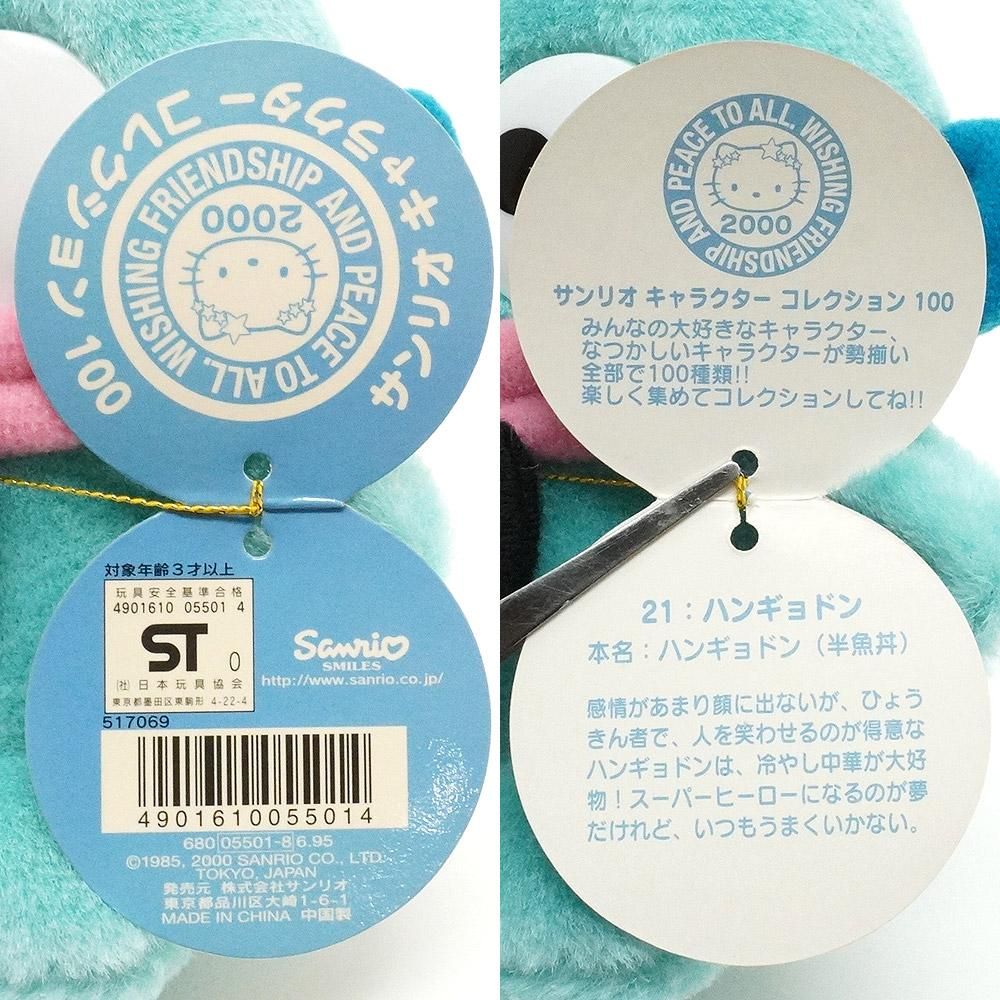 サンリオ キャラクター コレクション 100
WISHING FRIENDSHIP AND PEACE TO ALL.
2000
対象年齢3才以上
玩具安全基準合格
4901610 05501 4
ST 0
(社)日本玩具協会
東京都墨田区東駒形 4-22-4
517069
Sanrio
SMILES
http://www.sanrio.co.jp/
4901610055014
680 05501-8 6.95
©1985, 2000 SANRIO CO., LTD.
TOKYO, JAPAN
発売元 株式会社サンリオ
東京都品川区大崎1-6-1
MADE IN CHINA 中国製
WISHING FRIENDSHIP AND PEACE TO ALL.
2000
サンリオ キャラクター コレクション 100
みんなの大好きなキャラクター、
なつかしいキャラクターが勢揃い
全部で100種類!!
楽しく集めてコレクションしてね!!
21:ハンギョドン
本名:ハンギョドン(半魚丼)
感情があまり顔に出ないが、ひょう
きん者で、人を笑わせるのが得意な
ハンギョドンは、冷やし中華が大好
物!スーパーヒーローになるのが夢
だけれど、いつもうまくいかない。